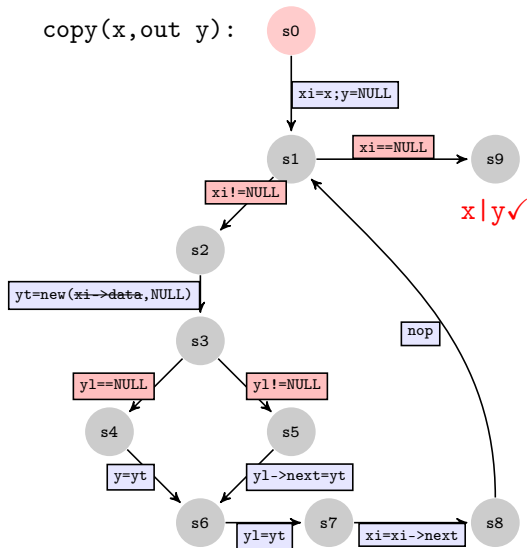 copy(x,out y):
s0
xi=x;y=NULL
s1
xi==NULL
s9
xi!=NULL
x|y✓
s2
yt=new(xi->data,NULL)
s3
nop
yl==NULL
yl!=NULL
s4
s5
y=yt
yl->next=yt
s6
s7
s8
yl=yt
xi=xi->next